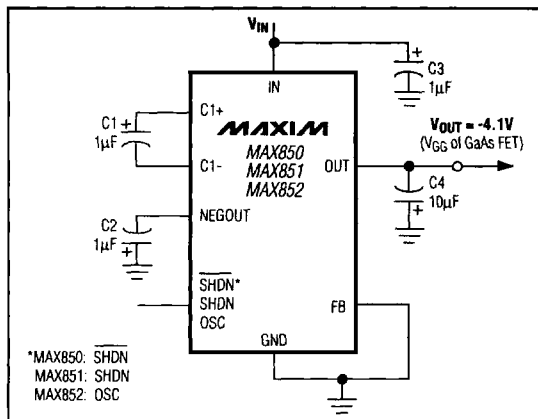 VIN
IN
C3
1µF
C1
1µF
C1+
C1-
MAXIM
MAX850
MAX851
MAX852
OUT
VOUT = -4.1V
(VGG of GaAs FET)
C4
10µF
C2
1µF
NEGOUT
SHDN*
SHDN
OSC
FB
GND
*MAX850: SHDN
MAX851: SHDN
MAX852: OSC